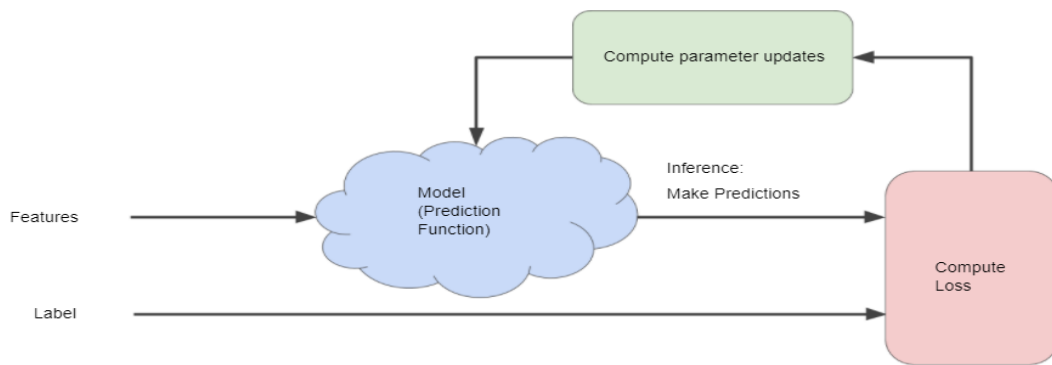 Compute parameter updates
Inference:
Make Predictions
Model
(Prediction
Function)
Features
Compute
Loss
Label